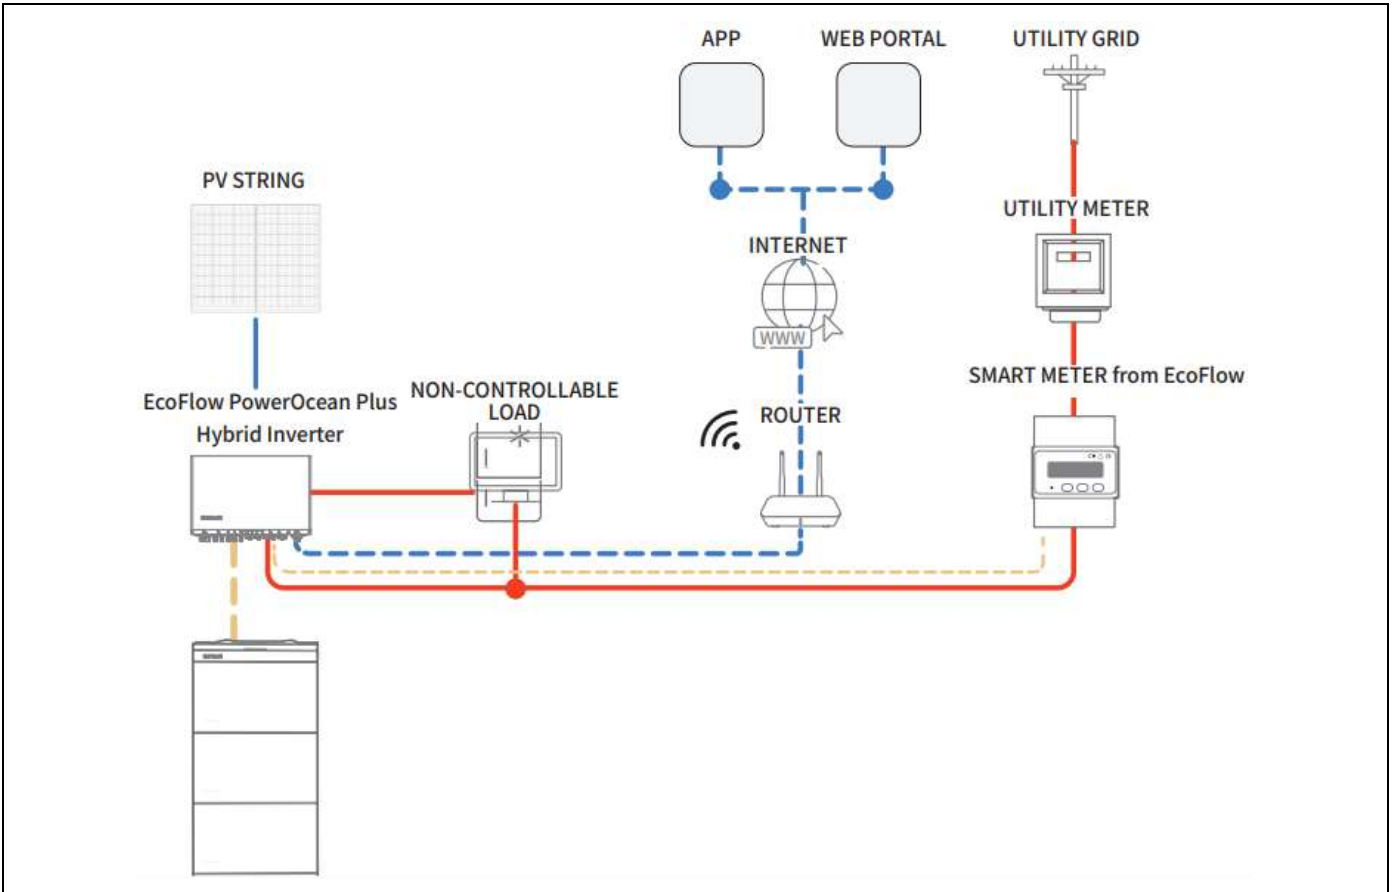 APP
WEB PORTAL
UTILITY GRID
PV STRING
UTILITY METER
INTERNET
WWW
SMART METER from EcoFlow
EcoFlow PowerOcean Plus
Hybrid Inverter
NON-CONTROLLABLE
LOAD
ROUTER